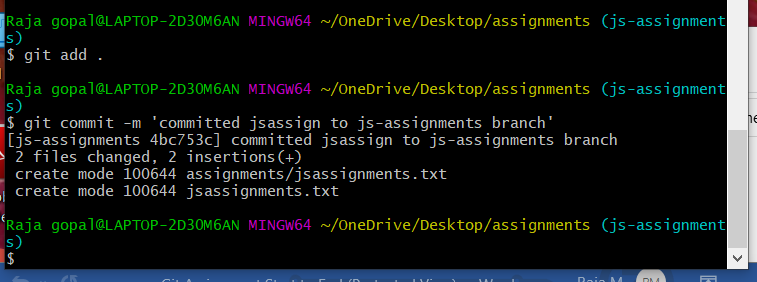 Raja gopal@LAPTOP-2D3OM6AN MINGW64 ~/OneDrive/Desktop/assignments (js-assignment
s)
$ git add .
Raja gopal@LAPTOP-2D3OM6AN MINGW64 ~/OneDrive/Desktop/assignments (js-assignment
s)
$ git commit -m 'committed jsassign to js-assignments branch'
[js-assignments 4bc753c] committed jsassign to js-assignments branch
 2 files changed, 2 insertions(+)
 create mode 100644 assignments/jsassignments.txt
 create mode 100644 jsassignments.txt
Raja gopal@LAPTOP-2D3OM6AN MINGW64 ~/OneDrive/Desktop/assignments (js-assignment
s)
$